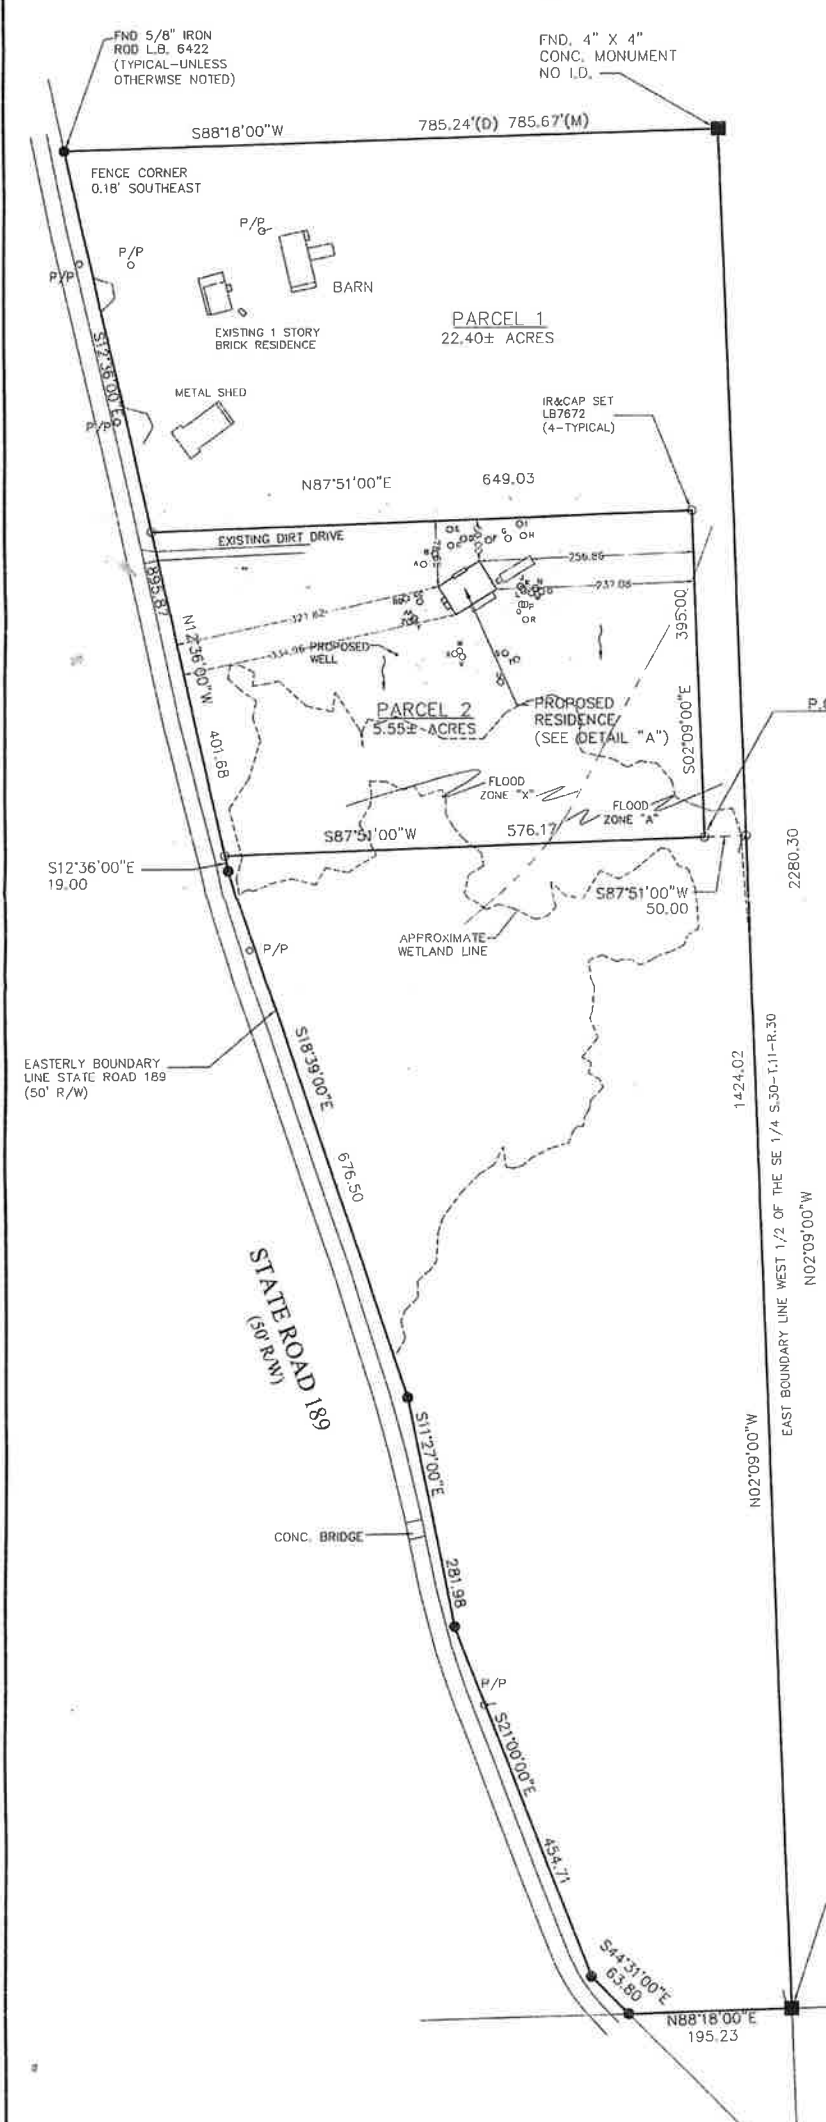 FND 5/8" IRON
ROD L.B. 6422
(TYPICAL-UNLESS
OTHERWISE NOTED)
FND. 4" X 4"
CONC. MONUMENT
NO I.D.
S88°18'00"W
785.24'(D) 785.67'(M)
FENCE CORNER
0.18' SOUTHEAST
P/P
P/P
P/P
BARN
EXISTING 1 STORY
BRICK RESIDENCE
PARCEL 1
22.40± ACRES
S12°36'00"E
METAL SHED
P/P
IR&CAP SET
LB7672
(4-TYPICAL)
N87°51'00"E
649.03
EXISTING DIRT DRIVE
1895.87
256.86
237.08
327.82
334.96
PROPOSED
WELL
395.00
N12°36'00"W
PARCEL 2
5.55± ACRES
PROPOSED
RESIDENCE
(SEE DETAIL "A")
S02°09'00"E
401.68
FLOOD
ZONE "X"
FLOOD
ZONE "A"
S87°51'00"W
576.17
S12°36'00"E
19.00
S87°51'00"W
50.00
2280.30
P/P
APPROXIMATE
WETLAND LINE
EASTERLY BOUNDARY
LINE STATE ROAD 189
(50' R/W)
S18°39'00"E
676.50
1424.02
EAST BOUNDARY LINE WEST 1/2 OF THE SE 1/4 S.30-T.11-R.30
N02°09'00"W
STATE ROAD 189
(50' R/W)
S11°27'00"E
N02°09'00"W
CONC. BRIDGE
281.98
P/P
S21°00'00"E
454.71
S44°31'00"E
63.80
N88°18'00"E
195.23